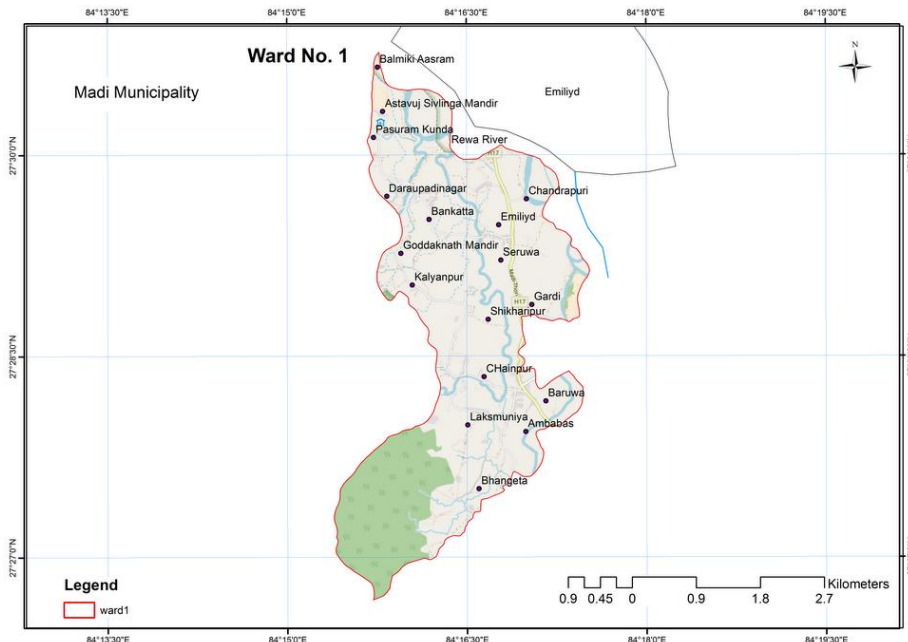 84°13'30"E 84°15'0"E 84°16'30"E 84°18'0"E 84°19'30"E
Ward No. 1
N
Balmiki Aasram
Madi Municipality
Emiliyd
Astavuj Sivlinga Mandir
Pasuram Kunda
Rewa River
27°30'0"N
H17
Daraupadinagar
Chandrapuri
Bankatta
Emiliyd
Goddaknath Mandir
Seruwa
Kalyanpur
Madi-Thori
H17
Gardi
Shikharipur
27°28'30"N
CHainpur
Baruwa
Laksmuniya
Ambabas
Bhangeta
27°27'0"N
Legend
ward1
Kilometers
0.9 0.45 0 0.9 1.8 2.7
84°13'30"E 84°15'0"E 84°16'30"E 84°18'0"E 84°19'30"E